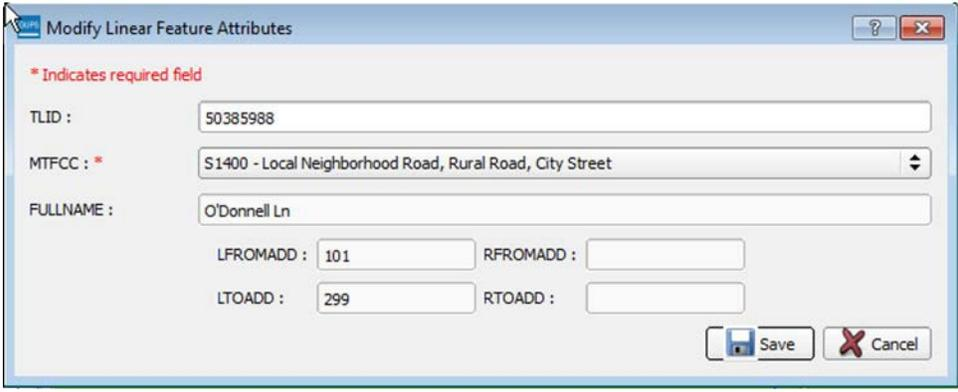 GUPS Modify Linear Feature Attributes ?
* Indicates required field
TLID : 50385988
MTFCC : * S1400 - Local Neighborhood Road, Rural Road, City Street
FULLNAME : O'Donnell Ln
LFROMADD : 101 RFROMADD :
LTOADD : 299 RTOADD :
Save Cancel